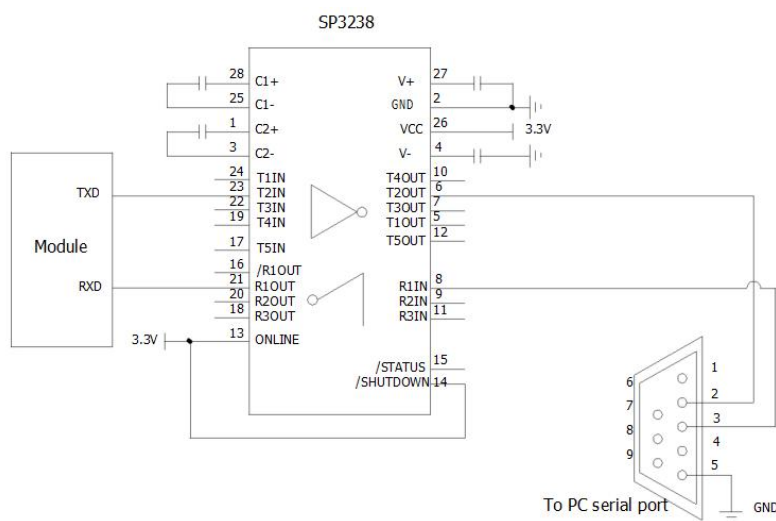 SP3238
28 C1+ V+ 27
25 C1- GND 2
1 C2+ VCC 26 3.3V
3 C2- V- 4
24 T1IN T4OUT 10
TXD 23 T2IN T2OUT 6
22 T3IN T3OUT 7
19 T4IN T1OUT 5
T5OUT 12
Module 17 T5IN
16 /R1OUT
RXD 21 R1OUT R1IN 8
20 R2OUT R2IN 9
18 R3OUT R3IN 11
3.3V 13 ONLINE
/STATUS 15
/SHUTDOWN 14
1
6
2
7
3
8
4
9
5
To PC serial port GND